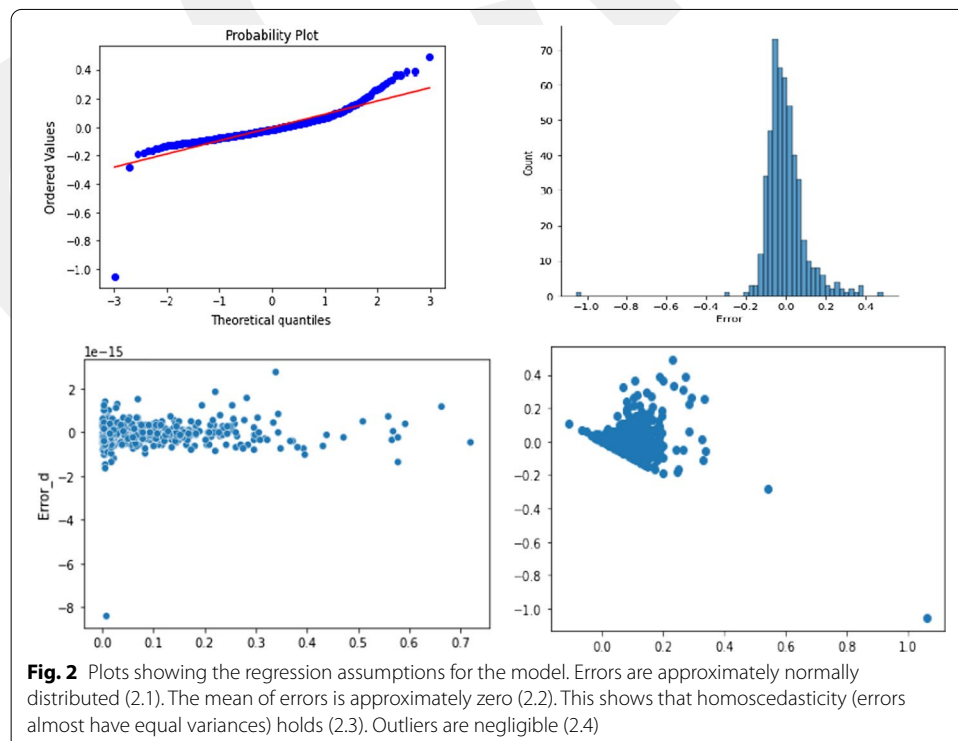 Probability Plot
Ordered Values
0.4
0.2
0.0
−0.2
−0.4
−0.6
−0.8
−1.0
−3 −2 −1 0 1 2 3
Theoretical quantiles
Count
70
60
50
40
30
20
10
0
−1.0 −0.8 −0.6 −0.4 −0.2 0.0 0.2 0.4
Error
1e−15
Error_d
2
0
−2
−4
−6
−8
0.0 0.1 0.2 0.3 0.4 0.5 0.6 0.7
0.4
0.2
0.0
−0.2
−0.4
−0.6
−0.8
−1.0
0.0 0.2 0.4 0.6 0.8 1.0
Fig. 2 Plots showing the regression assumptions for the model. Errors are approximately normally
distributed (2.1). The mean of errors is approximately zero (2.2). This shows that homoscedasticity (errors
almost have equal variances) holds (2.3). Outliers are negligible (2.4)